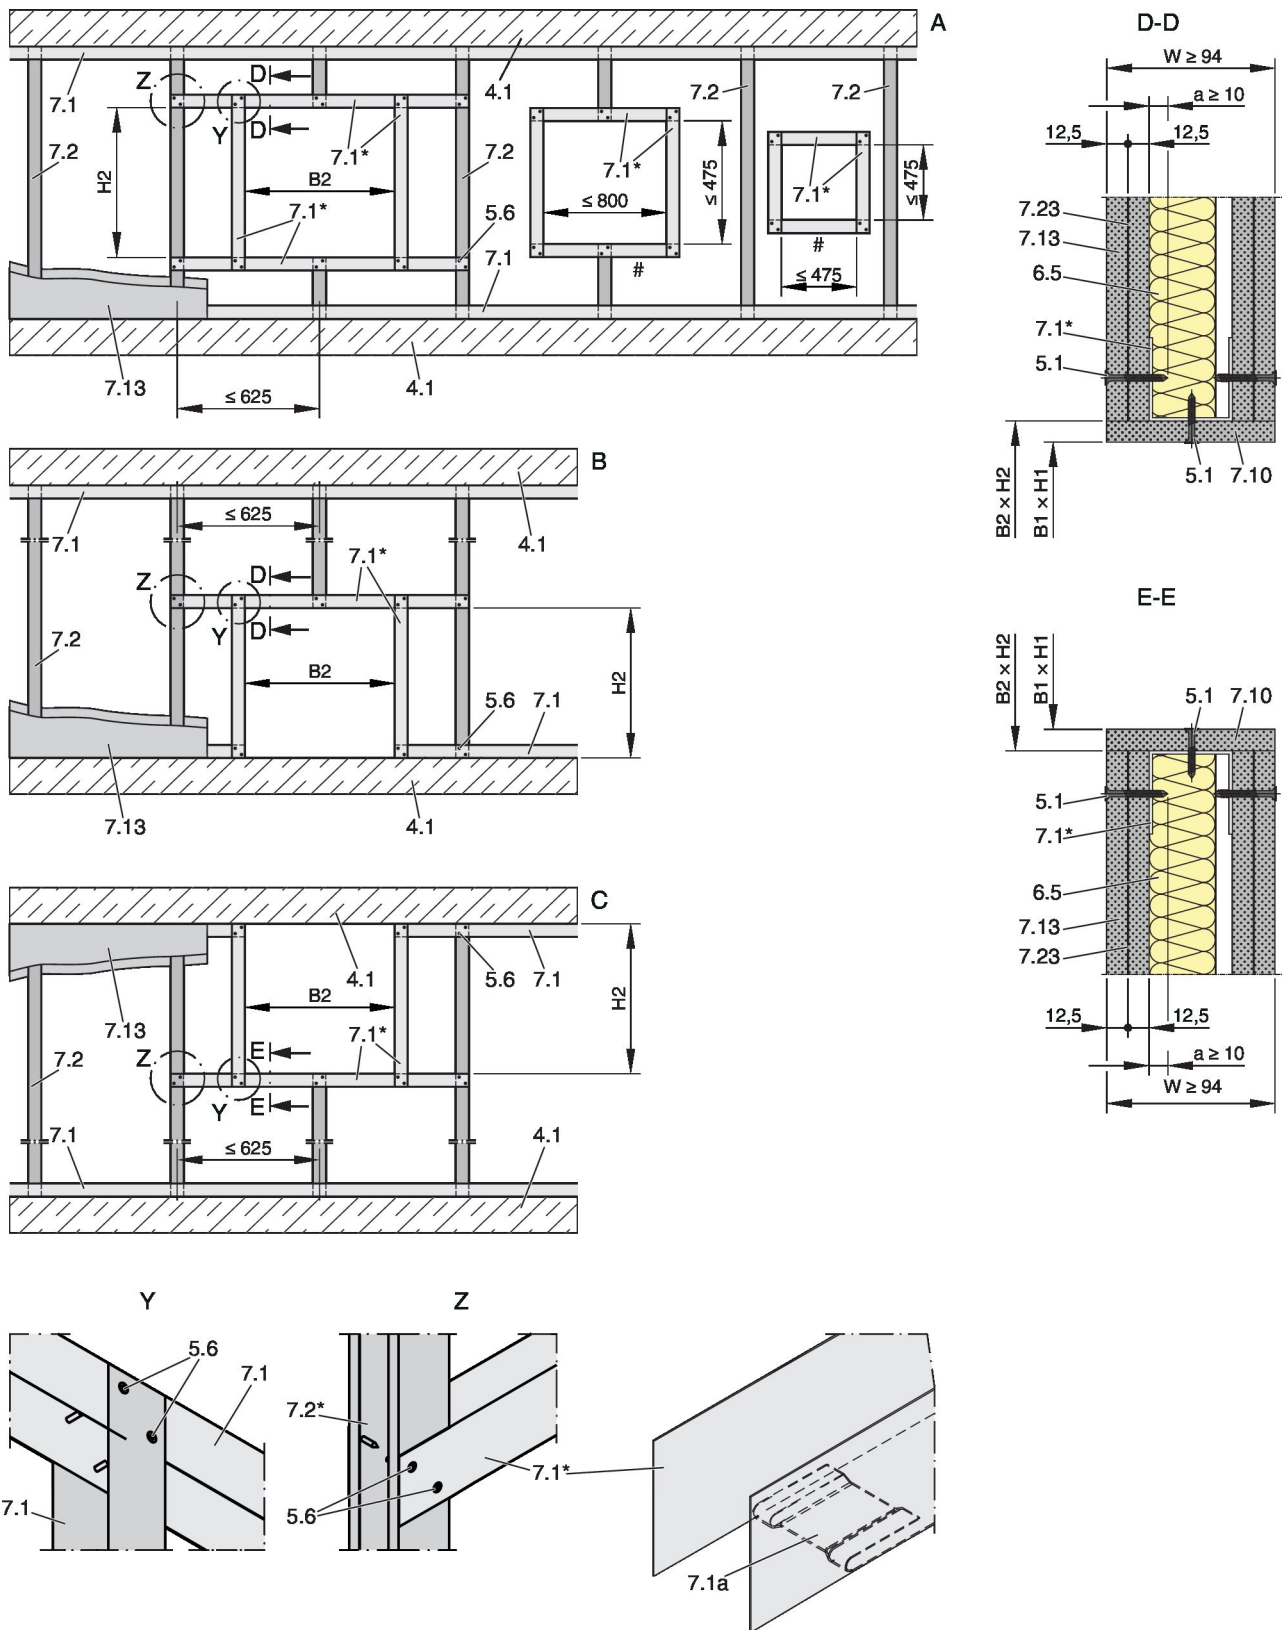 A
Z
D
4.1
7.2
7.2
7.1
Y
D
7.1*
7.1*
7.2
7.2
H2
B2
≤ 475
7.1*
≤ 475
7.1*
≤ 800
5.6
#
7.1
#
≤ 475
7.13
4.1
≤ 625
B
≤ 625
7.1
7.1*
4.1
Z
D
Y
D
7.2
B2
H2
5.6
7.1
7.13
4.1
C
4.1
5.6
7.1
B2
H2
7.13
7.1*
7.2
Z
E
Y
E
7.1
≤ 625
4.1
D-D
W ≥ 94
a ≥ 10
12,5
12,5
7.23
7.13
6.5
7.1*
5.1
5.1
7.10
B2 × H2
B1 × H1
E-E
B2 × H2
B1 × H1
5.1
7.10
5.1
7.1*
6.5
7.13
7.23
12,5
12,5
a ≥ 10
W ≥ 94
Y
5.6
7.1
7.1
Z
7.2*
7.1*
5.6
7.1a